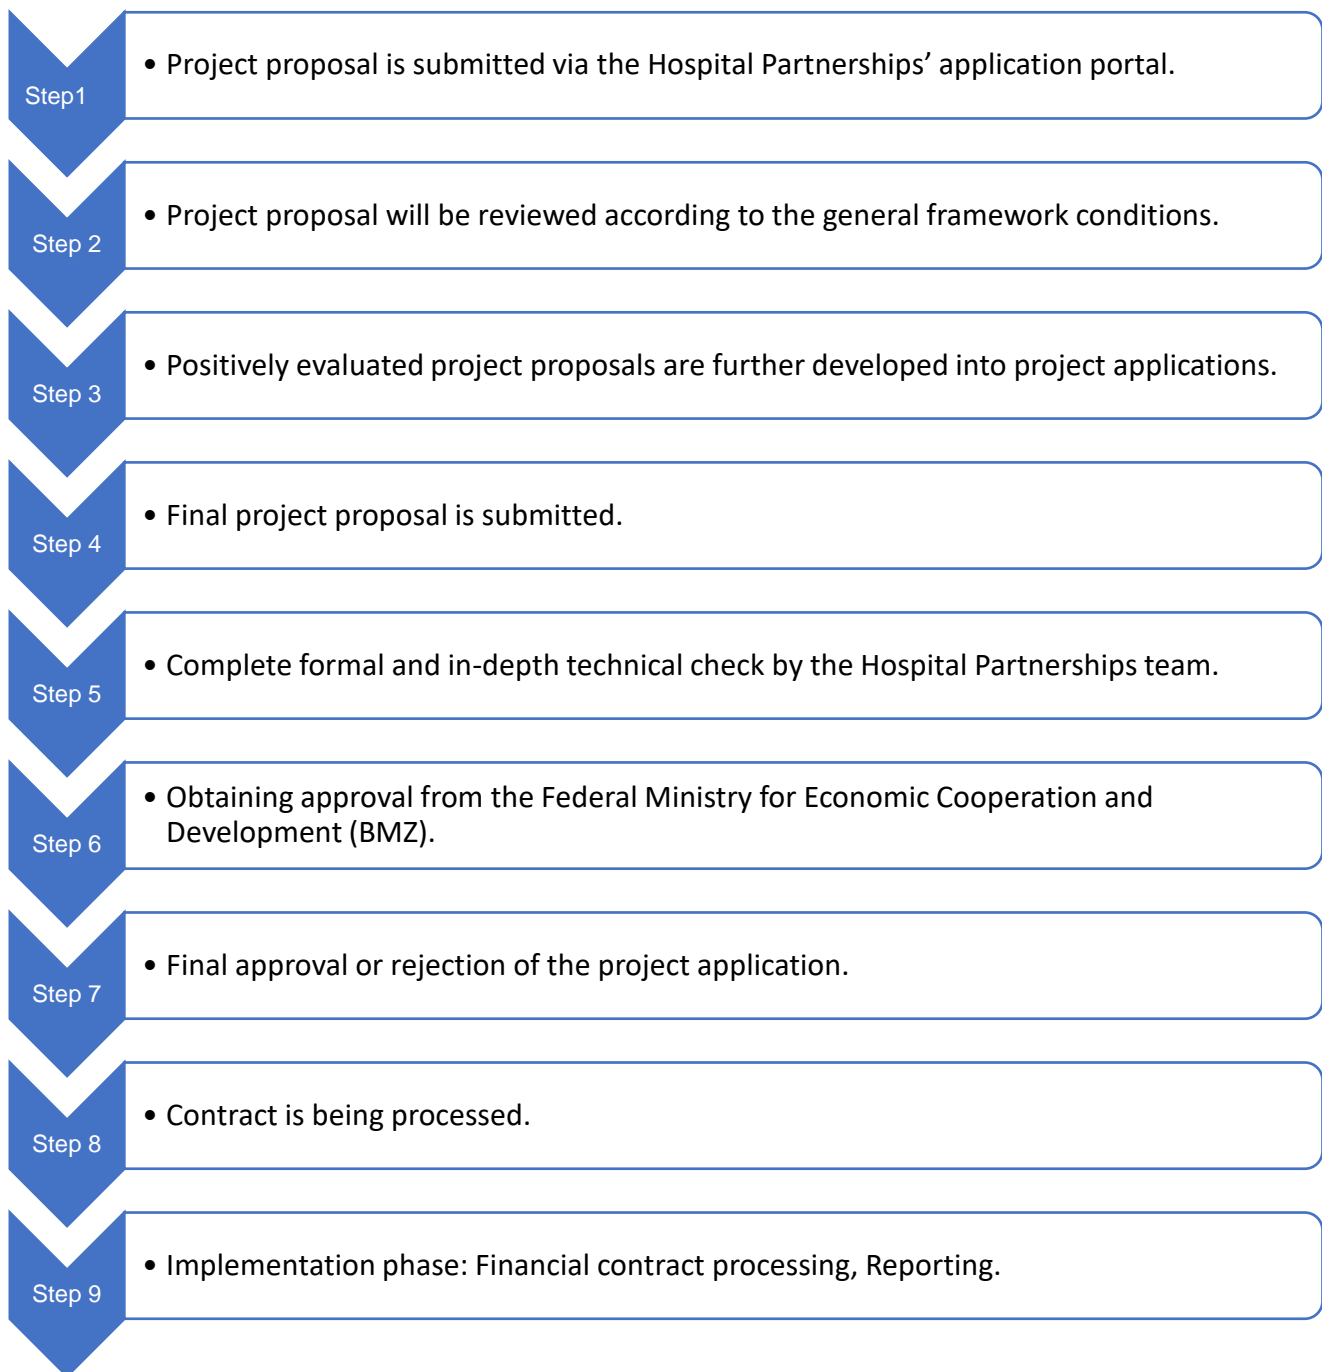 Step1
• Project proposal is submitted via the Hospital Partnerships’ application portal.
Step 2
• Project proposal will be reviewed according to the general framework conditions.
Step 3
• Positively evaluated project proposals are further developed into project applications.
Step 4
• Final project proposal is submitted.
Step 5
• Complete formal and in-depth technical check by the Hospital Partnerships team.
Step 6
• Obtaining approval from the Federal Ministry for Economic Cooperation and
Development (BMZ).
Step 7
• Final approval or rejection of the project application.
Step 8
• Contract is being processed.
Step 9
• Implementation phase: Financial contract processing, Reporting.